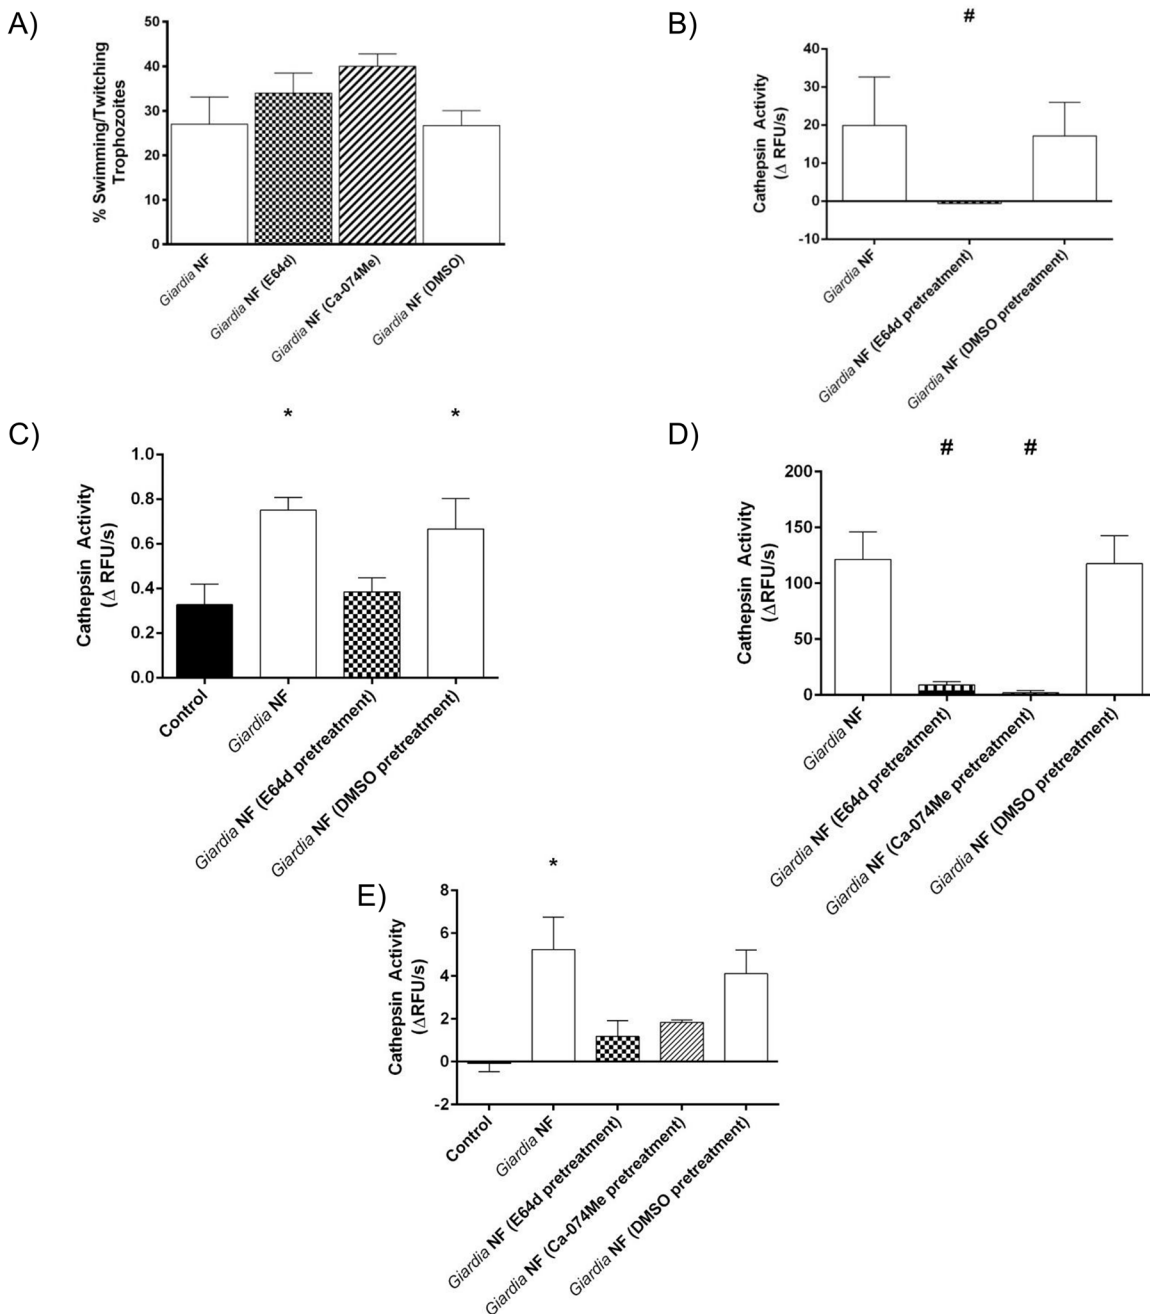 A)
% Swimming/Twitching
Trophozoites
50
40
30
20
10
0
Giardia NF
Giardia NF (E64d)
Giardia NF (Ca-074Me)
Giardia NF (DMSO)
B)
#
Cathepsin Activity
(Δ RFU/s)
40
30
20
10
0
-10
Giardia NF
Giardia NF (E64d pretreatment)
Giardia NF (DMSO pretreatment)
C)
* *
Cathepsin Activity
(Δ RFU/s)
1.0
0.8
0.6
0.4
0.2
0.0
Control
Giardia NF
Giardia NF (E64d pretreatment)
Giardia NF (DMSO pretreatment)
D)
# #
Cathepsin Activity
(ΔRFU/s)
200
150
100
50
0
Giardia NF
Giardia NF (E64d pretreatment)
Giardia NF (Ca-074Me pretreatment)
Giardia NF (DMSO pretreatment)
E)
*
Cathepsin Activity
(ΔRFU/s)
8
6
4
2
0
-2
Control
Giardia NF
Giardia NF (E64d pretreatment)
Giardia NF (Ca-074Me pretreatment)
Giardia NF (DMSO pretreatment)